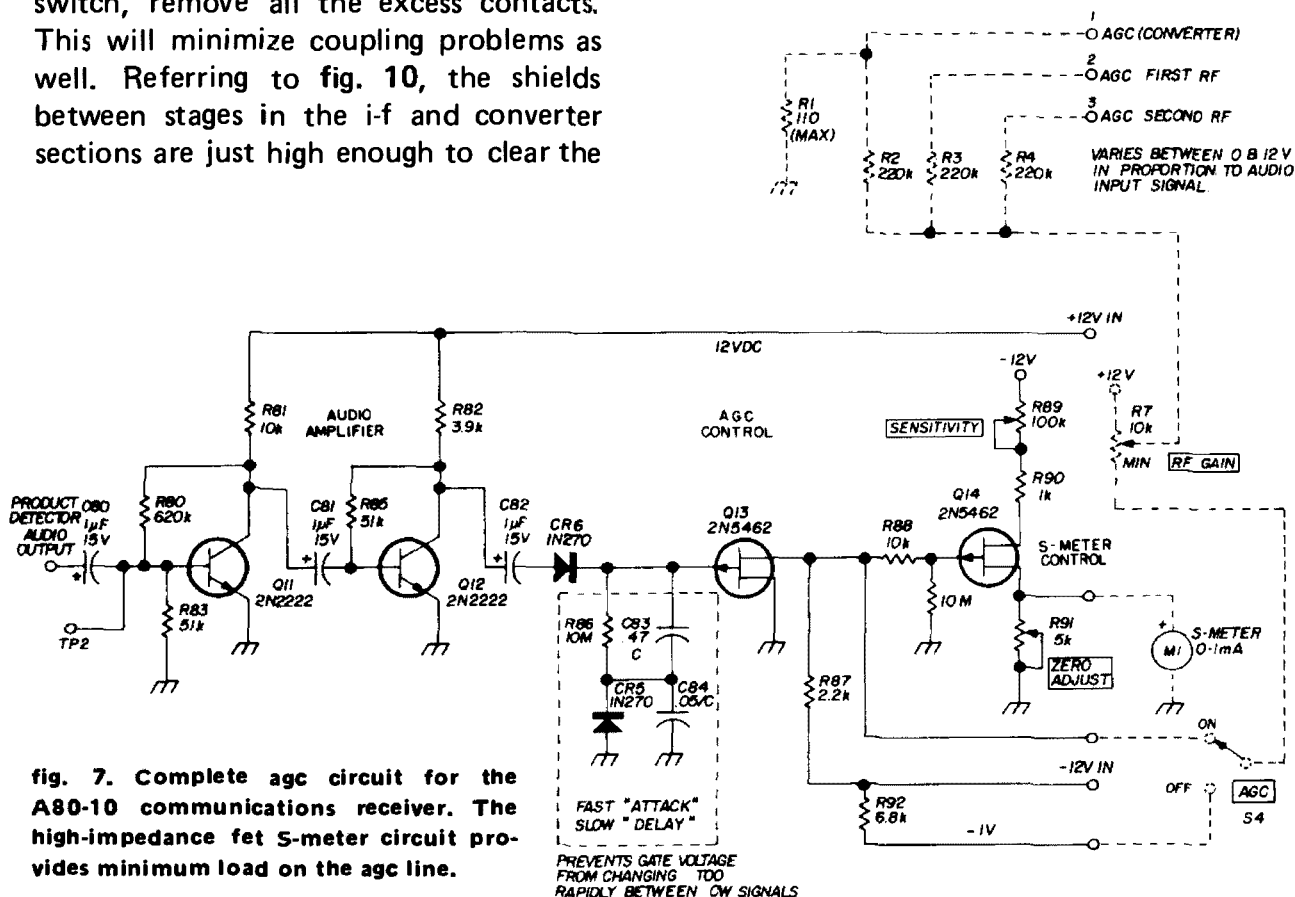 switch, remove all the excess contacts.
This will minimize coupling problems as
well. Referring to fig. 10, the shields
between stages in the i-f and converter
sections are just high enough to clear the
1
AGC (CONVERTER)
2
AGC FIRST RF
3
AGC SECOND RF
VARIES BETWEEN 0 & 12V
IN PROPORTION TO AUDIO
INPUT SIGNAL.
R1
110
(MAX)
R2
220k
R3
220k
R4
220k
+12V IN
12VDC
-12V
+12V
R81
10k
AUDIO
AMPLIFIER
R82
3.9k
AGC
CONTROL
SENSITIVITY
R89
100k
R7
10k
MIN
RF GAIN
R90
1k
PRODUCT
DETECTOR
AUDIO
OUTPUT
C80
1µF
15V
R80
620k
C81
1µF
15V
R85
51k
C82
1µF
15V
CR6
1N270
Q13
2N5462
R88
10k
Q14
2N5462
S-METER
CONTROL
TP2
R83
51k
Q11
2N2222
Q12
2N2222
R86
10M
C83
.47
C
10M
R91
5k
ZERO
ADJUST
+
M1
S-METER
0-1mA
CR5
1N270
C84
.05/C
R87
2.2k
ON
-12V IN
OFF
AGC
S4
R92
6.8k
-1V
FAST "ATTACK"
SLOW "DELAY"
PREVENTS GATE VOLTAGE
FROM CHANGING TOO
RAPIDLY BETWEEN CW SIGNALS
fig. 7. Complete agc circuit for the
A80-10 communications receiver. The
high-impedance fet S-meter circuit pro-
vides minimum load on the agc line.